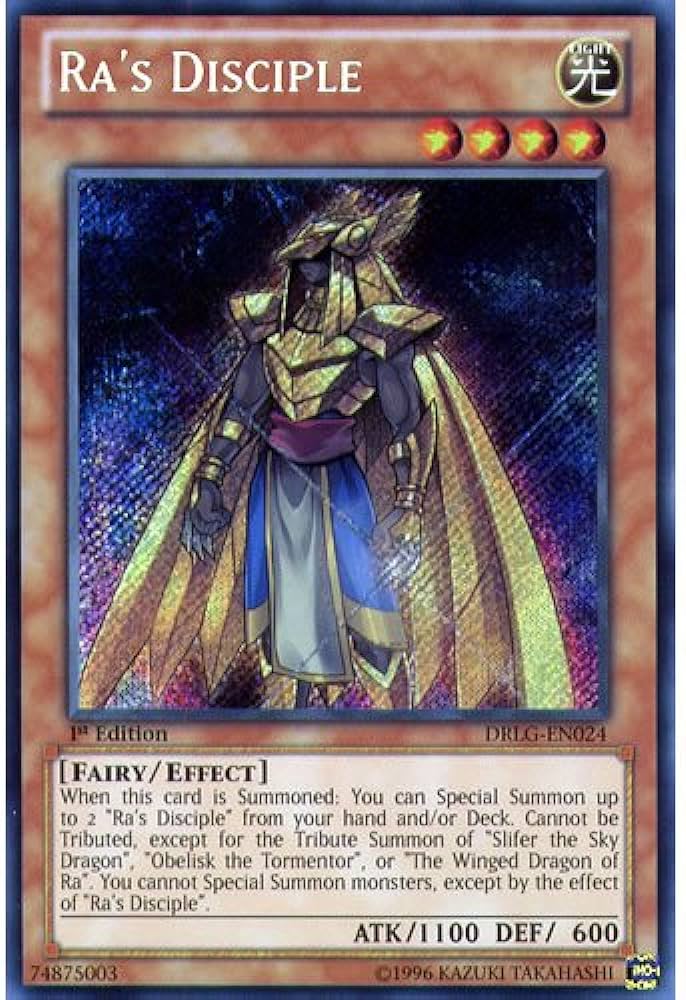 RA'S DISCIPLE
LIGHT
光
1st Edition
DRLG-EN024
[FAIRY/EFFECT]
When this card is Summoned: You can Special Summon up
to 2 "Ra's Disciple" from your hand and/or Deck. Cannot be
Tributed, except for the Tribute Summon of "Slifer the Sky
Dragon", "Obelisk the Tormentor", or "The Winged Dragon of
Ra". You cannot Special Summon monsters, except by the effect
of "Ra's Disciple".
ATK/1100 DEF/ 600
74875003
©1996 KAZUKI TAKAHASHI